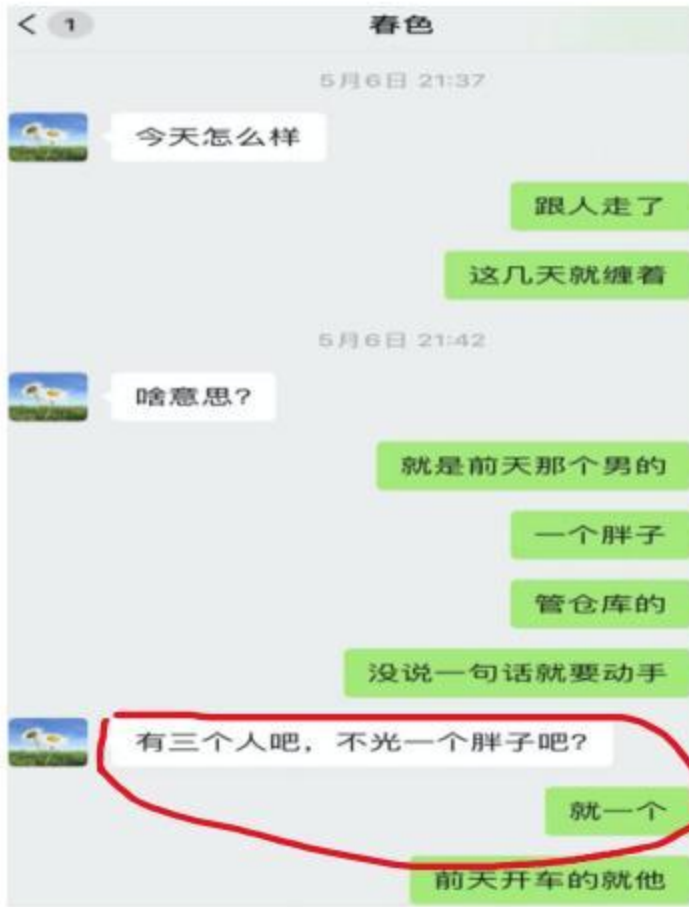 1
春色
5月6日 21:37
今天怎么样
跟人走了
这几天就缠着
5月6日 21:42
啥意思?
就是前天那个男的
一个胖子
管仓库的
没说一句话就要动手
有三个人吧，不光一个胖子吧?
就一个
前天开车的就他